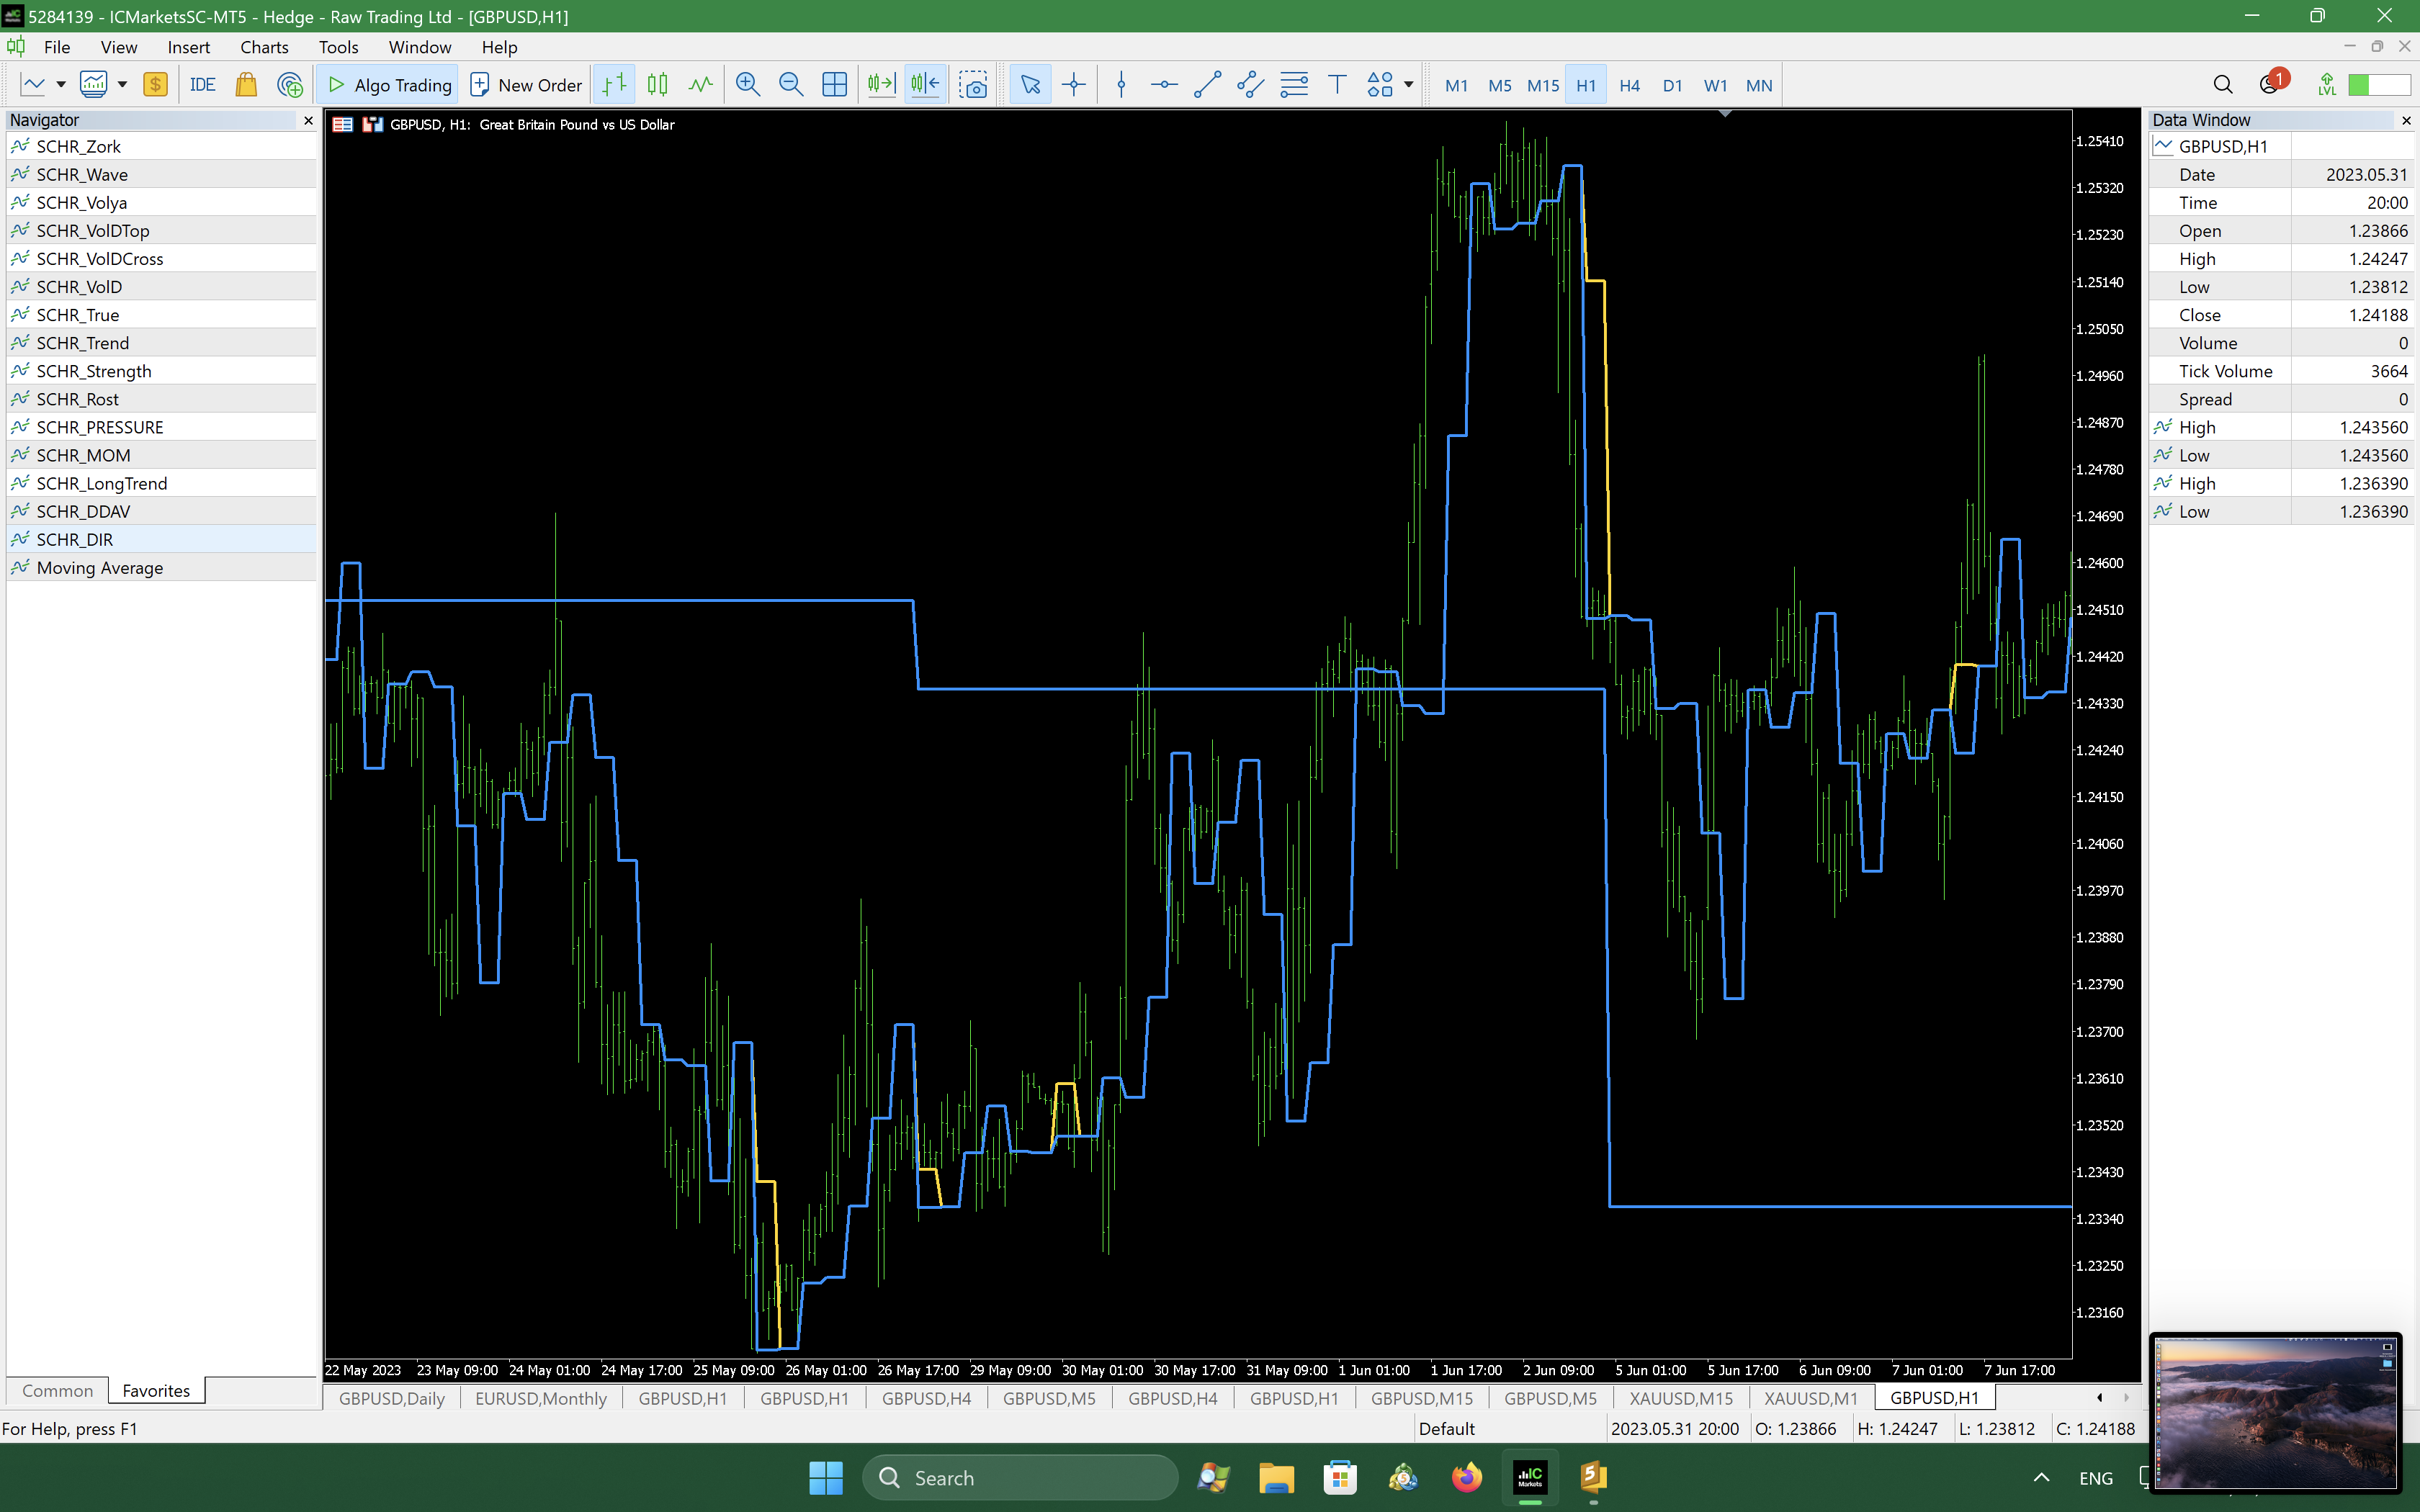 5284139 - ICMarketsSC-MT5 - Hedge - Raw Trading Ltd - [GBPUSD,H1]
File View Insert Charts Tools Window Help
IDE Algo Trading New Order M1 M5 M15 H1 H4 D1 W1 MN 1 LVL
Navigator
SCHR_Zork
SCHR_Wave
SCHR_Volya
SCHR_VolDTop
SCHR_VolDCross
SCHR_VolD
SCHR_True
SCHR_Trend
SCHR_Strength
SCHR_Rost
SCHR_PRESSURE
SCHR_MOM
SCHR_LongTrend
SCHR_DDAV
SCHR_DIR
Moving Average
Common Favorites
GBPUSD, H1: Great Britain Pound vs US Dollar
1.25410
1.25320
1.25230
1.25140
1.25050
1.24960
1.24870
1.24780
1.24690
1.24600
1.24510
1.24420
1.24330
1.24240
1.24150
1.24060
1.23970
1.23880
1.23790
1.23700
1.23610
1.23520
1.23430
1.23340
1.23250
1.23160
22 May 2023 23 May 09:00 24 May 01:00 24 May 17:00 25 May 09:00 26 May 01:00 26 May 17:00 29 May 09:00 30 May 01:00 30 May 17:00 31 May 09:00 1 Jun 01:00 1 Jun 17:00 2 Jun 09:00 5 Jun 01:00 5 Jun 17:00 6 Jun 09:00 7 Jun 01:00 7 Jun 17:00
Data Window
GBPUSD,H1
Date 2023.05.31
Time 20:00
Open 1.23866
High 1.24247
Low 1.23812
Close 1.24188
Volume 0
Tick Volume 3664
Spread 0
High 1.243560
Low 1.243560
High 1.236390
Low 1.236390
GBPUSD,Daily EURUSD,Monthly GBPUSD,H1 GBPUSD,H1 GBPUSD,H4 GBPUSD,M5 GBPUSD,H4 GBPUSD,H1 GBPUSD,M15 GBPUSD,M5 XAUUSD,M15 XAUUSD,M1 GBPUSD,H1
For Help, press F1 Default 2023.05.31 20:00 O: 1.23866 H: 1.24247 L: 1.23812 C: 1.24188
Search IC Markets 5 ENG